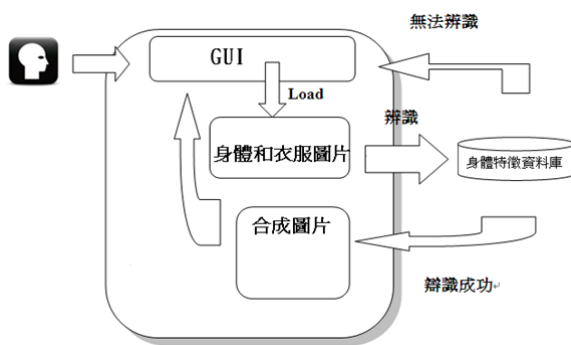 無法辨識
GUI
Load
辨識
身體和衣服圖片
身體特徵資料庫
合成圖片
辯識成功